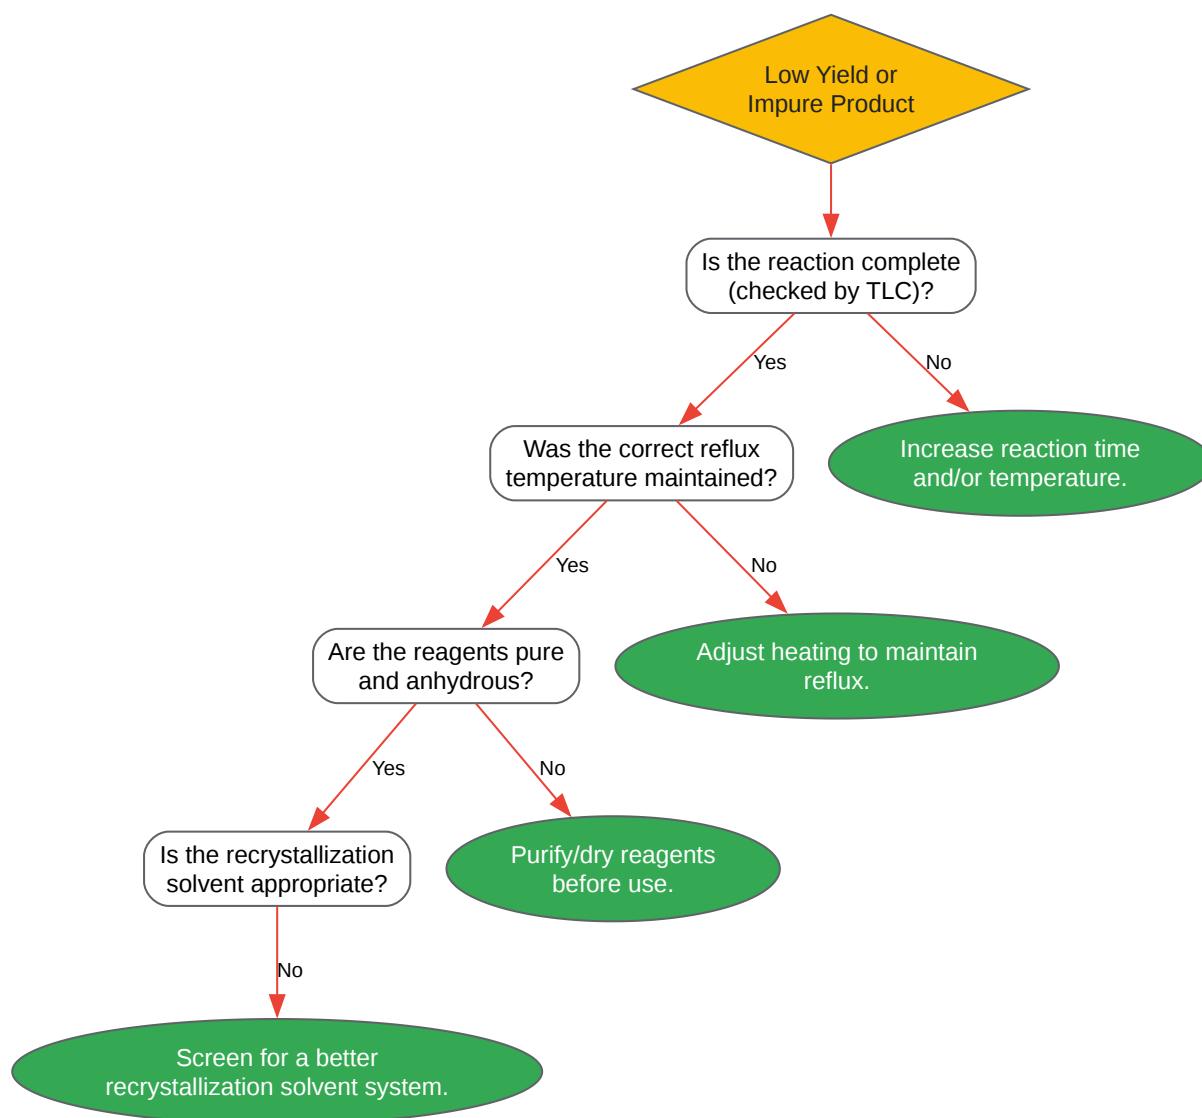 Low Yield or
Impure Product
Is the reaction complete
(checked by TLC)?
Yes
No
Was the correct reflux
temperature maintained?
Increase reaction time
and/or temperature.
Yes
No
Are the reagents pure
and anhydrous?
Adjust heating to maintain
reflux.
Yes
No
Is the recrystallization
solvent appropriate?
Purify/dry reagents
before use.
No
Screen for a better
recrystallization solvent system.